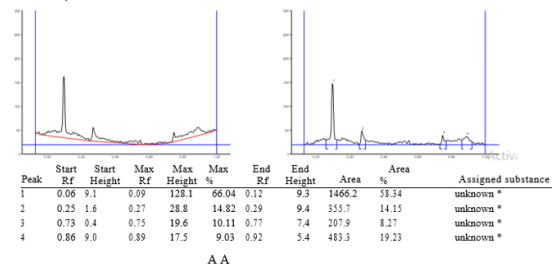 Activa
Peak Start Rf Start Height Max Rf Max Height Max % End Rf End Height Area Area % Assigned substance
1 0.06 9.1 0.09 128.1 66.04 9.3 1466.2 58.34 unknown *
2 0.25 1.6 0.27 28.8 14.82 0.29 9.4 355.7 14.15 unknown *
3 0.73 0.4 0.75 19.6 10.11 0.77 7.4 207.9 8.27 unknown *
4 0.86 9.0 0.89 17.5 9.03 0.92 5.4 483.3 19.23 unknown *
A A